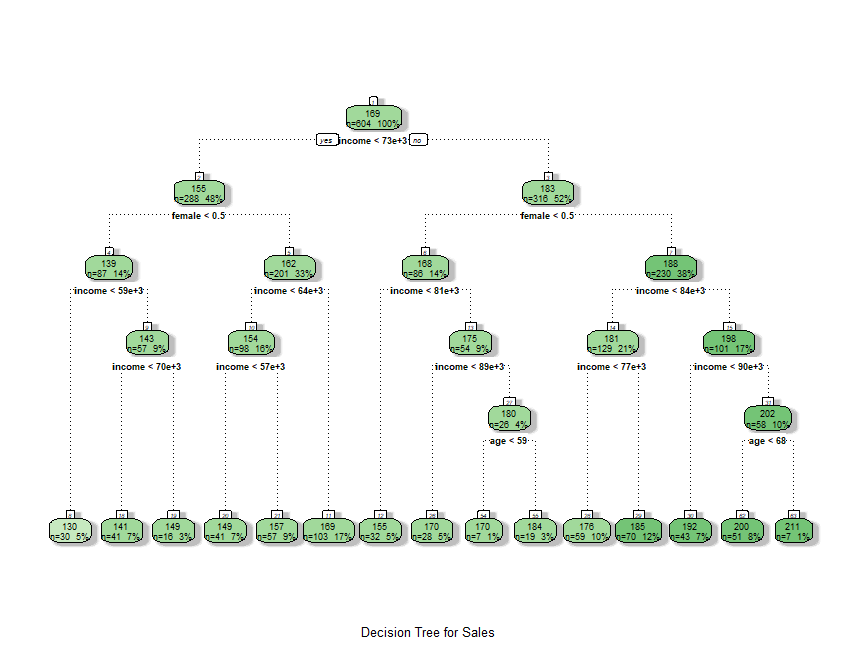 1
169
n=604 100%
yes income < 73e+3 no
2 3
155 183
n=288 48% n=316 52%
female < 0.5 female < 0.5
4 5 6 7
139 162 168 188
n=87 14% n=201 33% n=86 14% n=230 38%
income < 59e+3 income < 64e+3 income < 81e+3 income < 84e+3
9 10 13 14 15
143 154 175 181 198
n=57 9% n=98 16% n=54 9% n=129 21% n=101 17%
income < 70e+3 income < 57e+3 income < 89e+3 income < 77e+3 income < 90e+3
27 31
180 202
n=26 4% n=58 10%
age < 59 age < 68
8 18 19 20 21 11 12 26 54 55 28 29 30 62 63
130 141 149 149 157 169 155 170 170 184 176 185 192 200 211
n=30 5% n=41 7% n=16 3% n=41 7% n=57 9% n=103 17% n=32 5% n=28 5% n=7 1% n=19 3% n=59 10% n=70 12% n=43 7% n=51 8% n=7 1%
Decision Tree for Sales